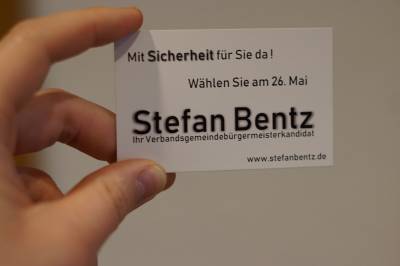 Mit Sicherheit für Sie da!
Wählen Sie am 26. Mai
Stefan Bentz
Ihr Verbandsgemeindebürgermeisterkandidat
www.stefanbentz.de